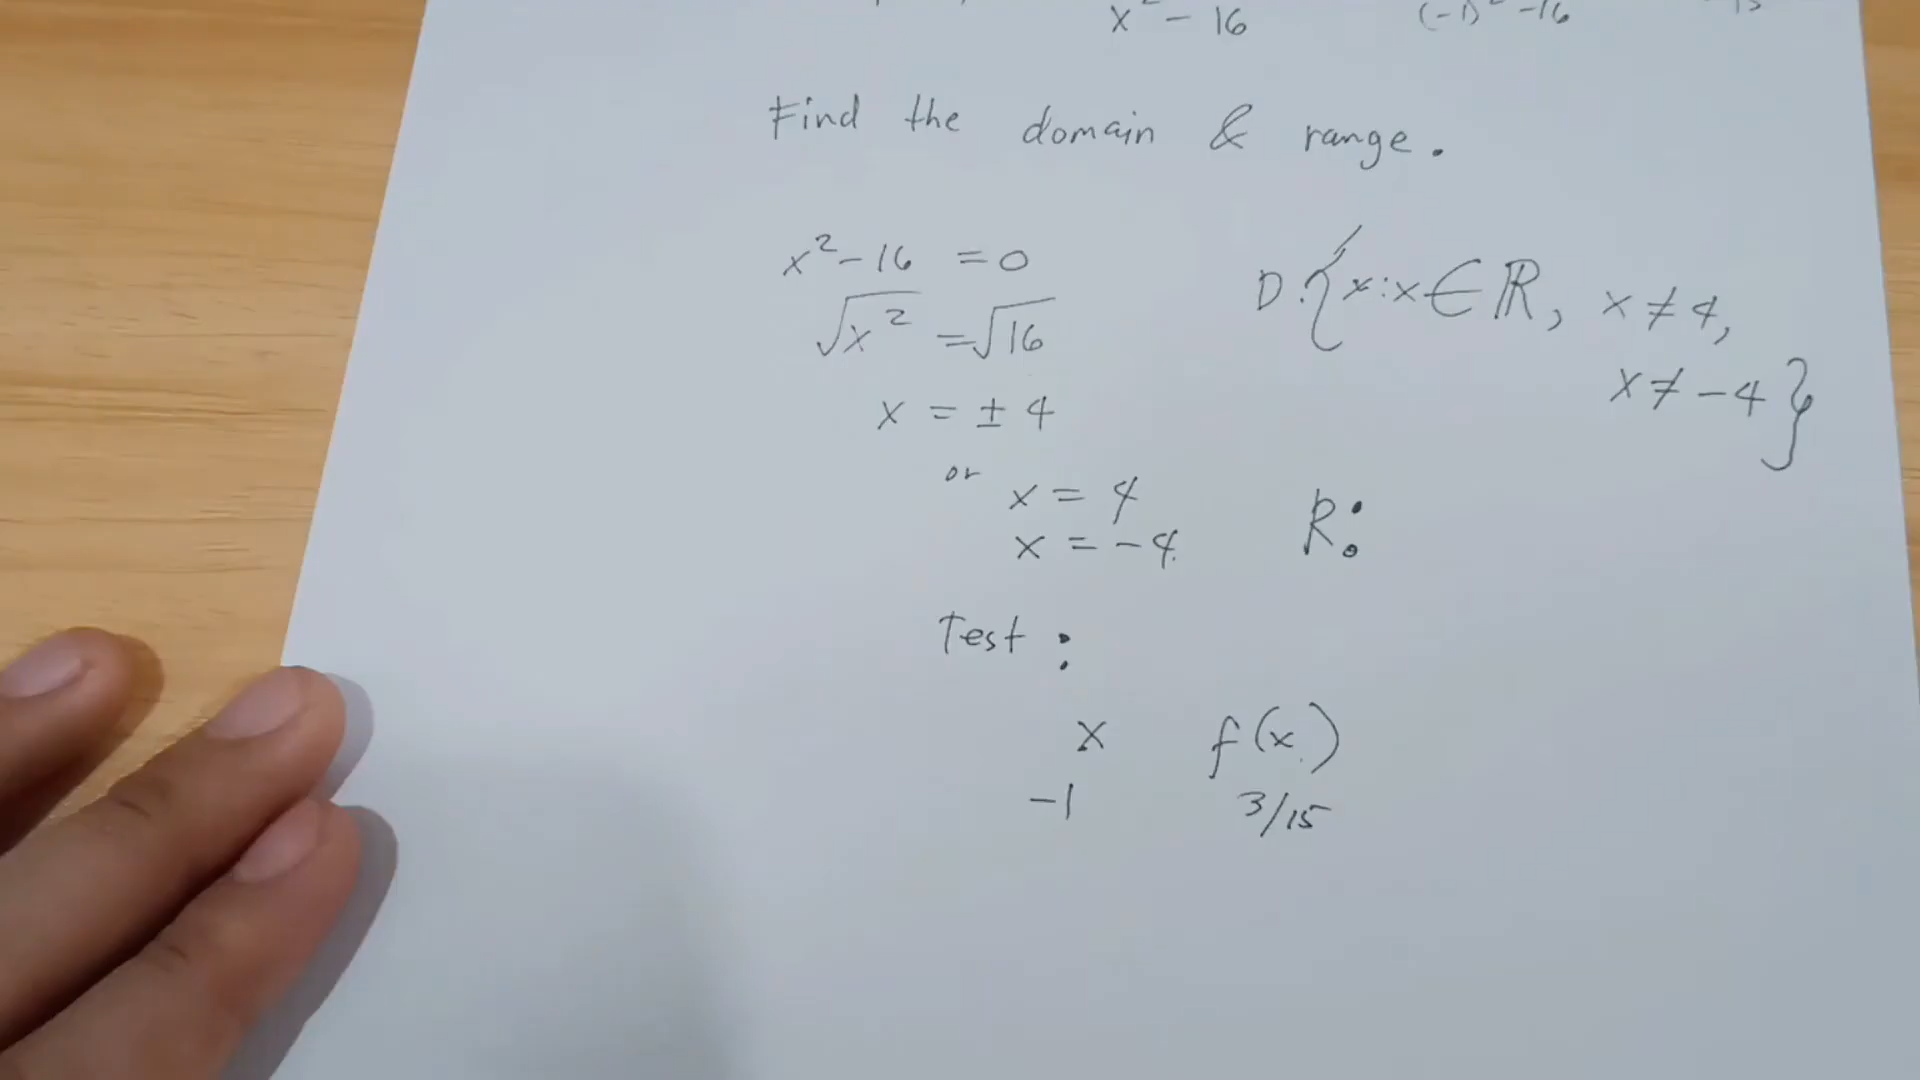 x² - 16 (-1)² - 16
Find the domain & range.
x² - 16 = 0
√x² = √16
x = ± 4
or x = 4
x = -4
D: {x:x ∈ ℝ, x ≠ 4,
x ≠ -4}
R:
Test :
x f(x)
-1 3/15